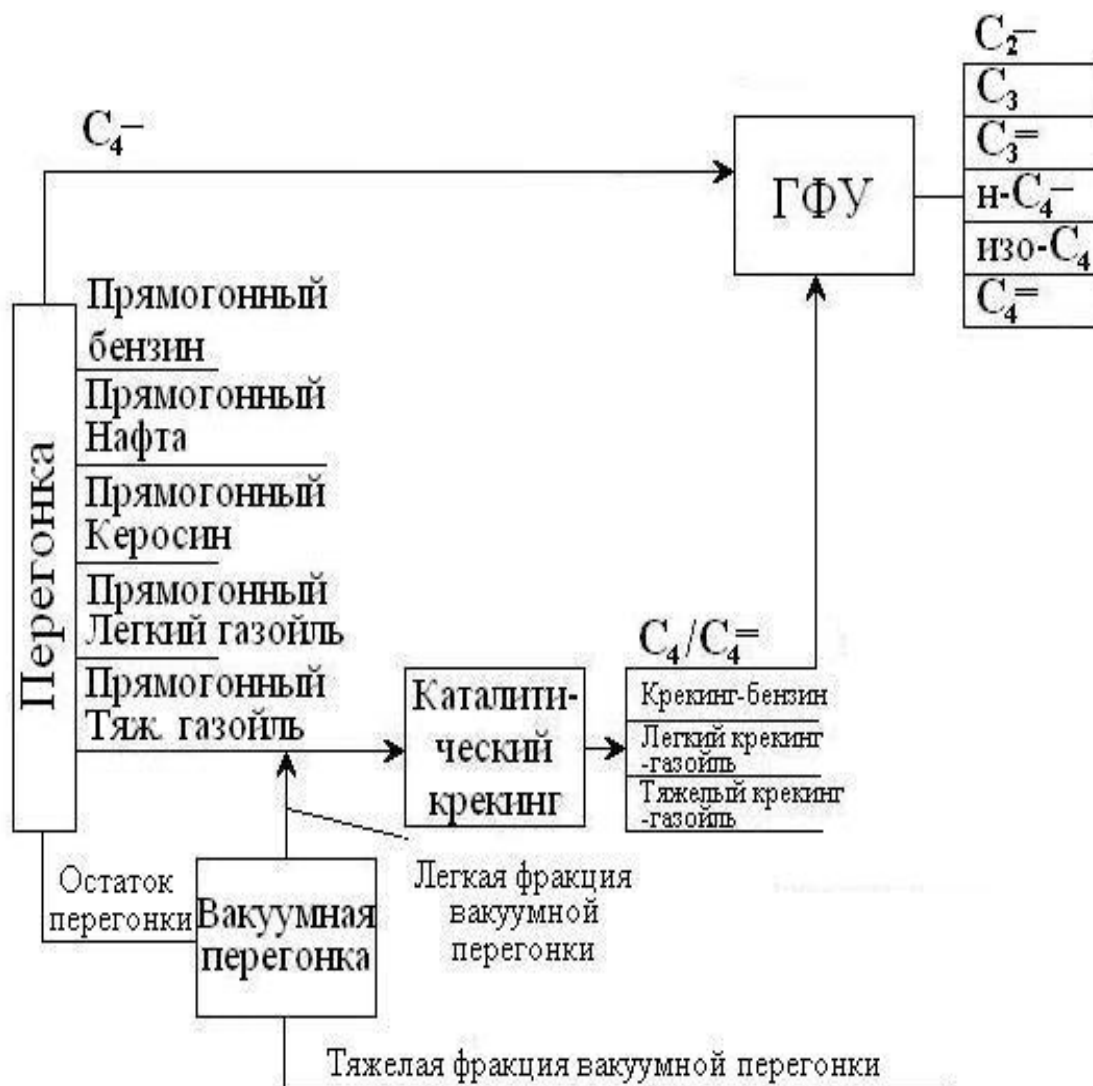 C₂–
C₃
C₃=
н-C₄–
изо-C₄
C₄=
C₄–
ГФУ
Прямогонный
бензин
Прямогонный
Нафта
Прямогонный
Керосин
Прямогонный
Легкий газойль
Прямогонный
Тяж. газойль
Перегонка
Каталити-
ческий
крекинг
C₄/C₄=
Крекинг-бензин
Легкий крекинг
-газойль
Тяжелый крекинг
-газойль
Остаток
перегонки
Вакуумная
перегонка
Легкая фракция
вакуумной
перегонки
Тяжелая фракция вакуумной перегонки